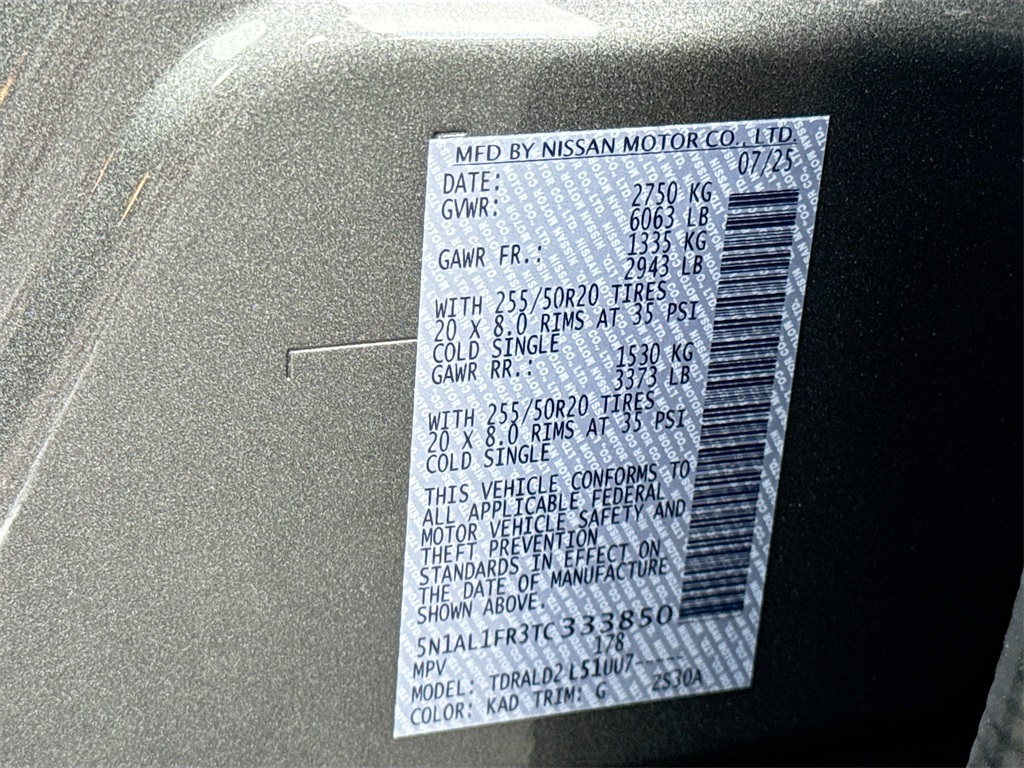 MFD BY NISSAN MOTOR CO., LTD.
DATE: 07/25
GVWR: 2750 KG
6063 LB
GAWR FR.: 1335 KG
2943 LB
WITH 255/50R20 TIRES
20 X 8.0 RIMS AT 35 PSI
COLD SINGLE
GAWR RR.: 1530 KG
3373 LB
WITH 255/50R20 TIRES
20 X 8.0 RIMS AT 35 PSI
COLD SINGLE
THIS VEHICLE CONFORMS TO
ALL APPLICABLE FEDERAL
MOTOR VEHICLE SAFETY AND
THEFT PREVENTION
STANDARDS IN EFFECT ON
THE DATE OF MANUFACTURE
SHOWN ABOVE.
5N1AL1FR3TC333850
MPV 178
MODEL: TDRALD2 L51UU7-----
COLOR: KAD TRIM: G ZS30A